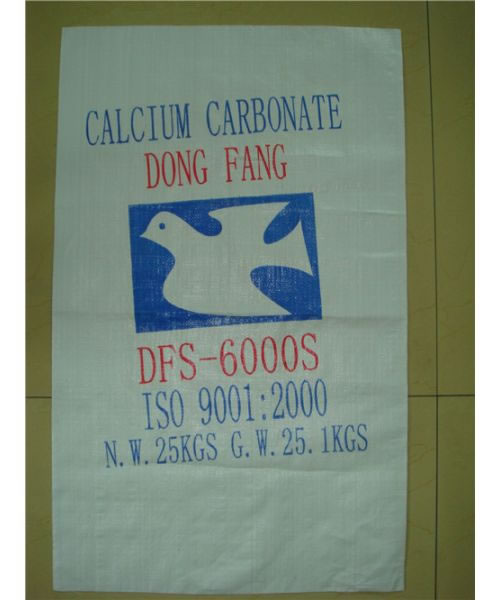 CALCIUM CARBONATE
DONG FANG
DFS-6000S
ISO 9001:2000
N.W.25KGS G.W.25.1KGS